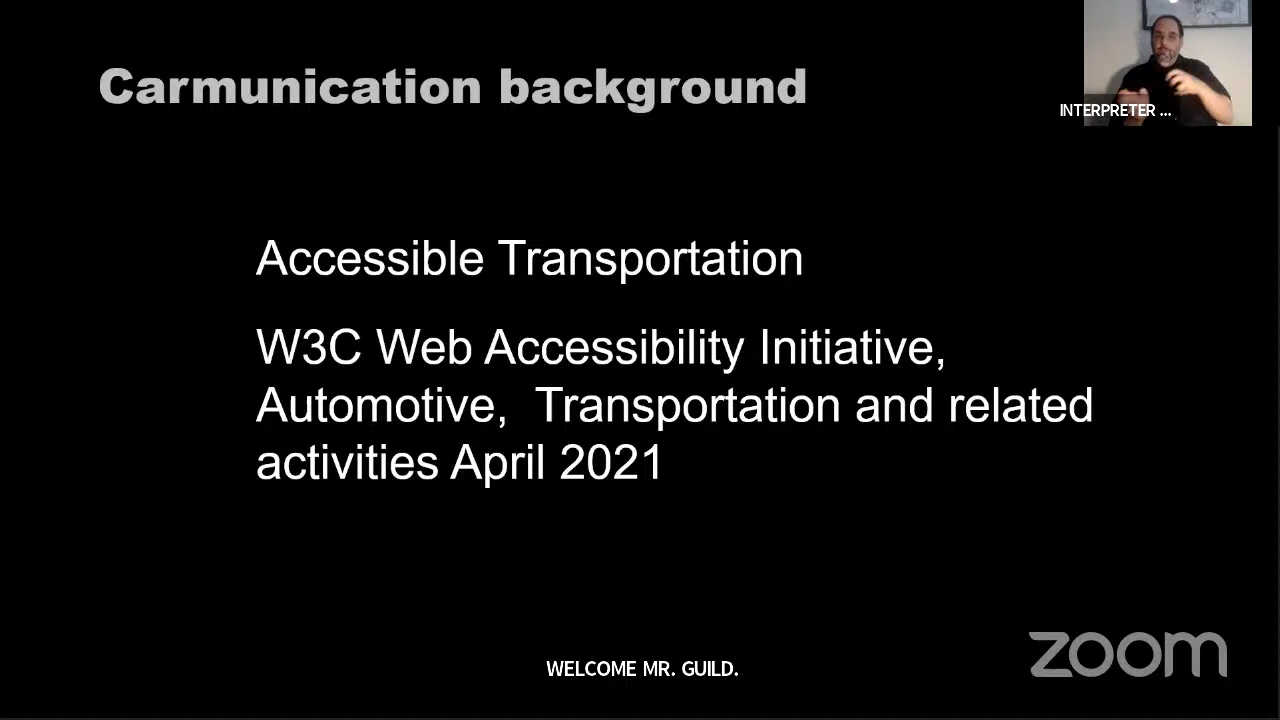 Carmunication background
INTERPRETER ...
Accessible Transportation
W3C Web Accessibility Initiative,
Automotive,  Transportation and related
activities April 2021
zoom
WELCOME MR. GUILD.